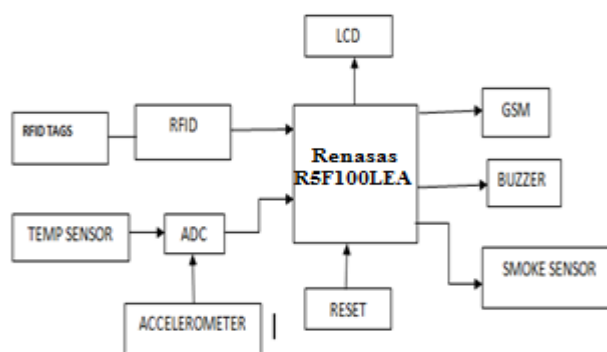 LCD
RFID TAGS
RFID
Renasas
R5F100LEA
GSM
BUZZER
TEMP SENSOR
ADC
SMOKE SENSOR
ACCELEROMETER
RESET